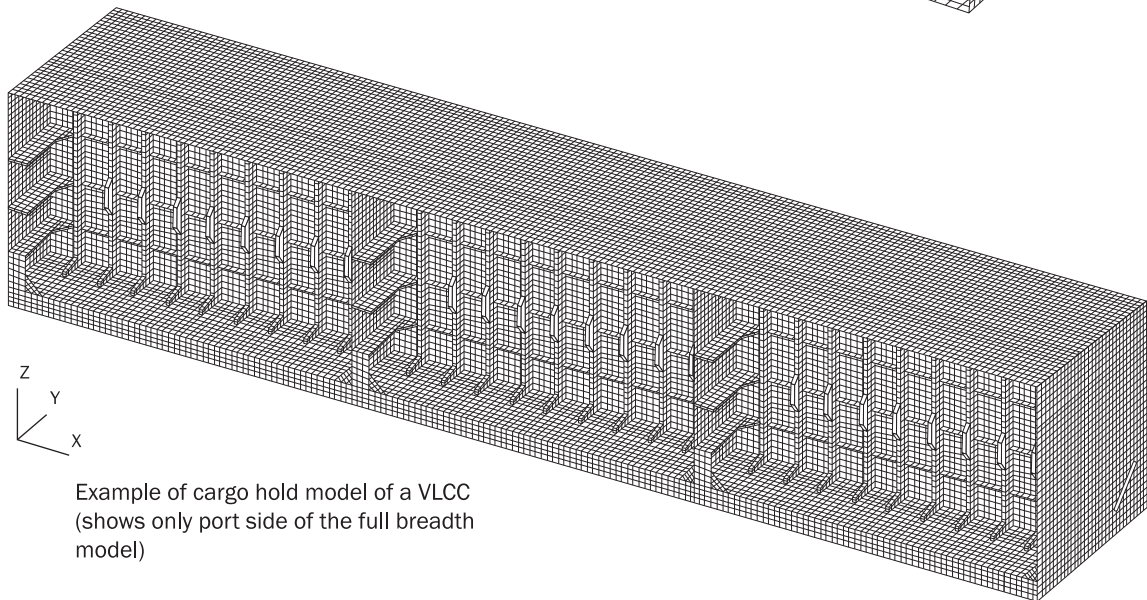 Z
Y
X
Example of cargo hold model of a VLCC
(shows only port side of the full breadth
model)